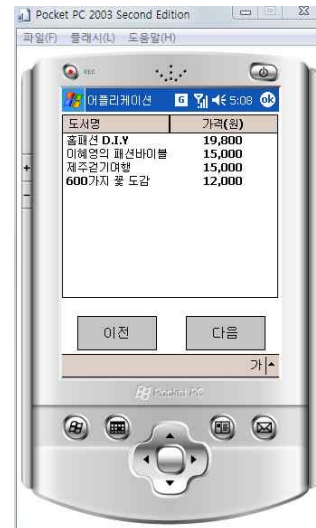 Pocket PC 2003 Second Edition
파일(F) 플래시(L) 도움말(H)
REC
어플리케이션 G 5:08 ok
도서명 가격(원)
홈패션 D.I.Y 19,800
이혜영의 패션바이블 15,000
제주걷기여행 15,000
600가지 꽃 도감 12,000
이전 다음
가
Pocket PC